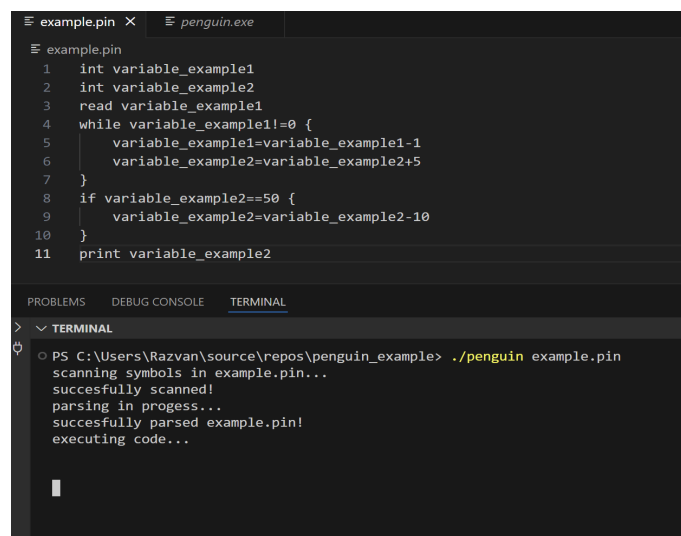 example.pin penguin.exe
example.pin
1 int variable_example1
2 int variable_example2
3 read variable_example1
4 while variable_example1!=0 {
5 variable_example1=variable_example1-1
6 variable_example2=variable_example2+5
7 }
8 if variable_example2==50 {
9 variable_example2=variable_example2-10
10 }
11 print variable_example2
PROBLEMS DEBUG CONSOLE TERMINAL
TERMINAL
PS C:\Users\Razvan\source\repos\penguin_example> ./penguin example.pin
scanning symbols in example.pin...
succesfully scanned!
parsing in progess...
succesfully parsed example.pin!
executing code...